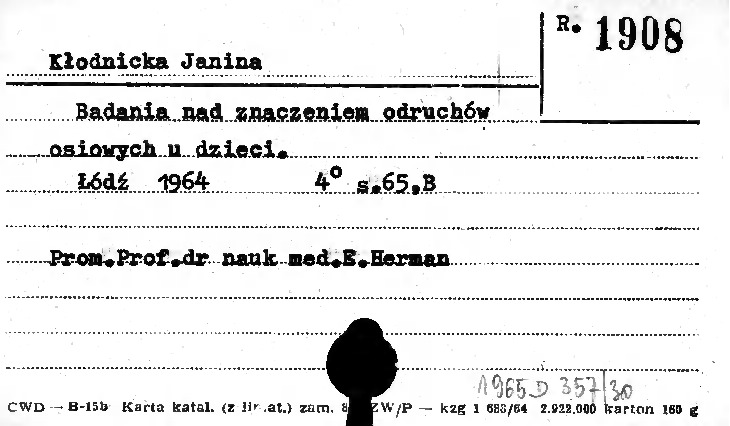 R. 1908
Kłodnicka Janina
Badania nad znaczeniem odruchów
osiowych u dzieci.
Łódź 1964 4° s.65,B
Prom.Prof.dr nauk med.E.Herman
1965 D 357/30
CWD — B-15b Karta katal. (z lin.at.) zam. ZW/P — kzg 1 683/64 2.922.000 karton 160 g